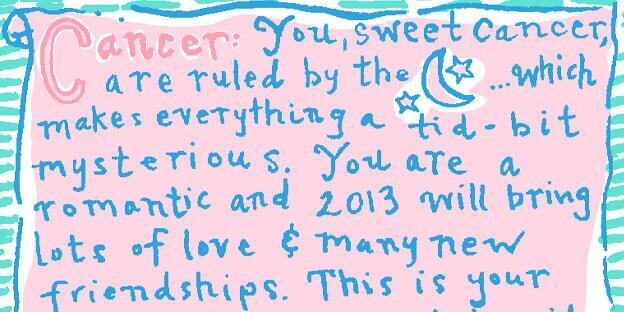 Cancer: You, sweet Cancer,
are ruled by the ...which
makes everything a tid-bit
mysterious. You are a
romantic and 2013 will bring
lots of love & many new
friendships. This is your